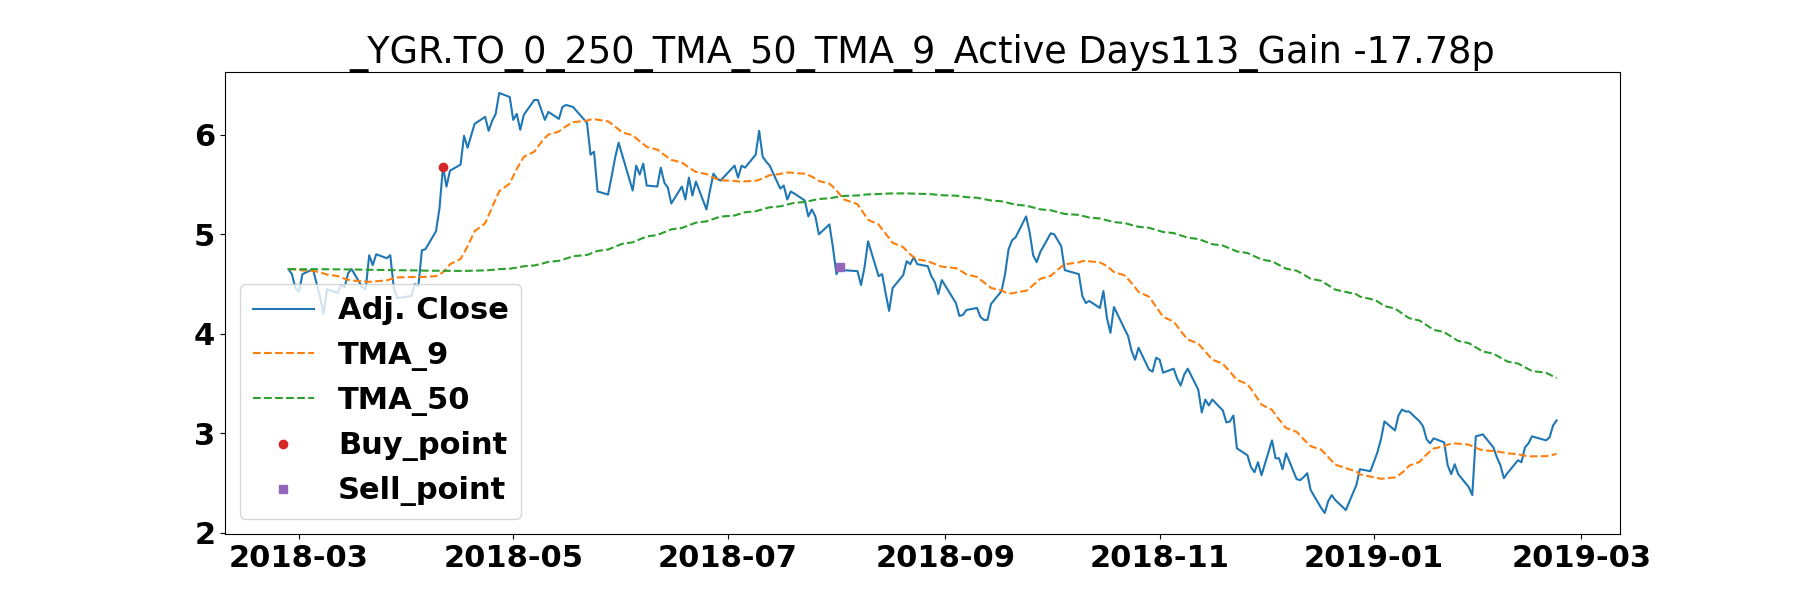 _YGR.TO_0_250_TMA_50_TMA_9_Active Days113_Gain -17.78p
6
5
4
3
2
Adj. Close
TMA_9
TMA_50
Buy_point
Sell_point
2018-03 2018-05 2018-07 2018-09 2018-11 2019-01 2019-03